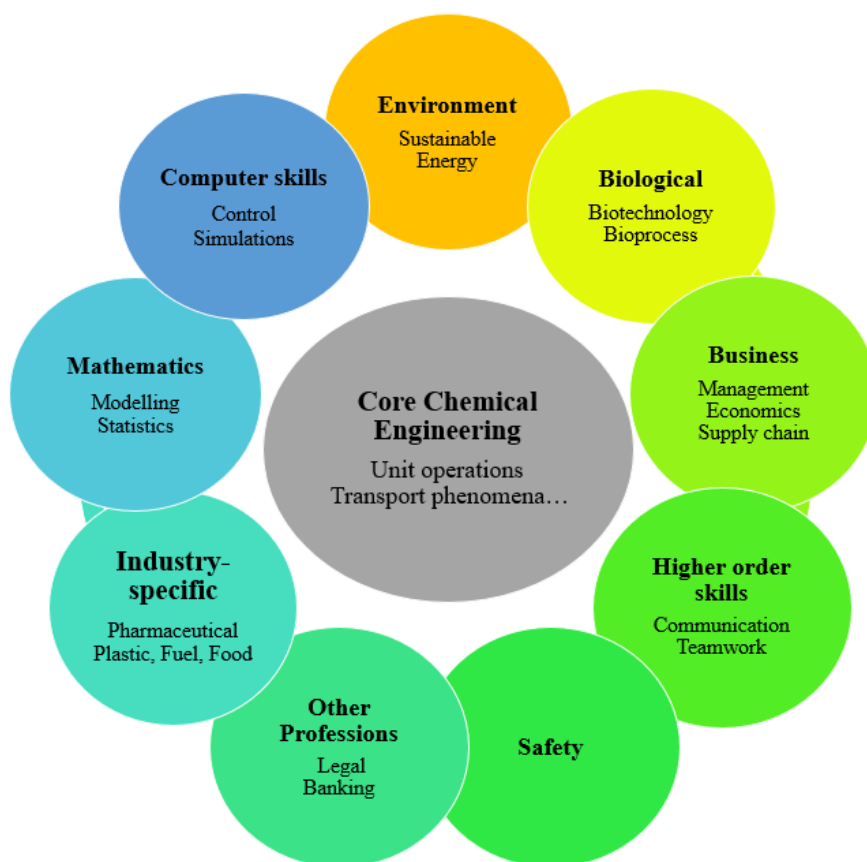 Environment
Sustainable
Energy
Biological
Biotechnology
Bioprocess
Business
Management
Economics
Supply chain
Higher order
skills
Communication
Teamwork
Safety
Other
Professions
Legal
Banking
Industry-
specific
Pharmaceutical
Plastic, Fuel, Food
Mathematics
Modelling
Statistics
Computer skills
Control
Simulations
Core Chemical
Engineering
Unit operations
Transport phenomena…